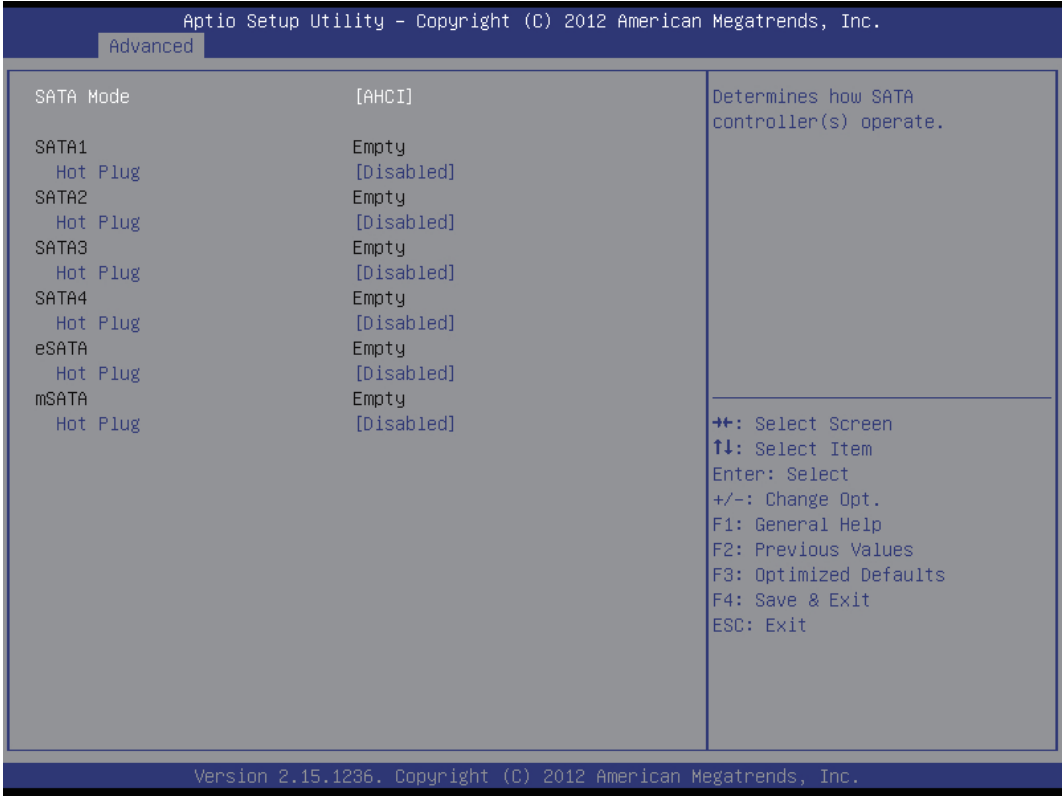 Aptio Setup Utility – Copyright (C) 2012 American Megatrends, Inc.
Advanced
SATA Mode [AHCI]
SATA1 Empty
Hot Plug [Disabled]
SATA2 Empty
Hot Plug [Disabled]
SATA3 Empty
Hot Plug [Disabled]
SATA4 Empty
Hot Plug [Disabled]
eSATA Empty
Hot Plug [Disabled]
mSATA Empty
Hot Plug [Disabled]
Determines how SATA
controller(s) operate.
→←: Select Screen
↑↓: Select Item
Enter: Select
+/-: Change Opt.
F1: General Help
F2: Previous Values
F3: Optimized Defaults
F4: Save & Exit
ESC: Exit
Version 2.15.1236. Copyright (C) 2012 American Megatrends, Inc.